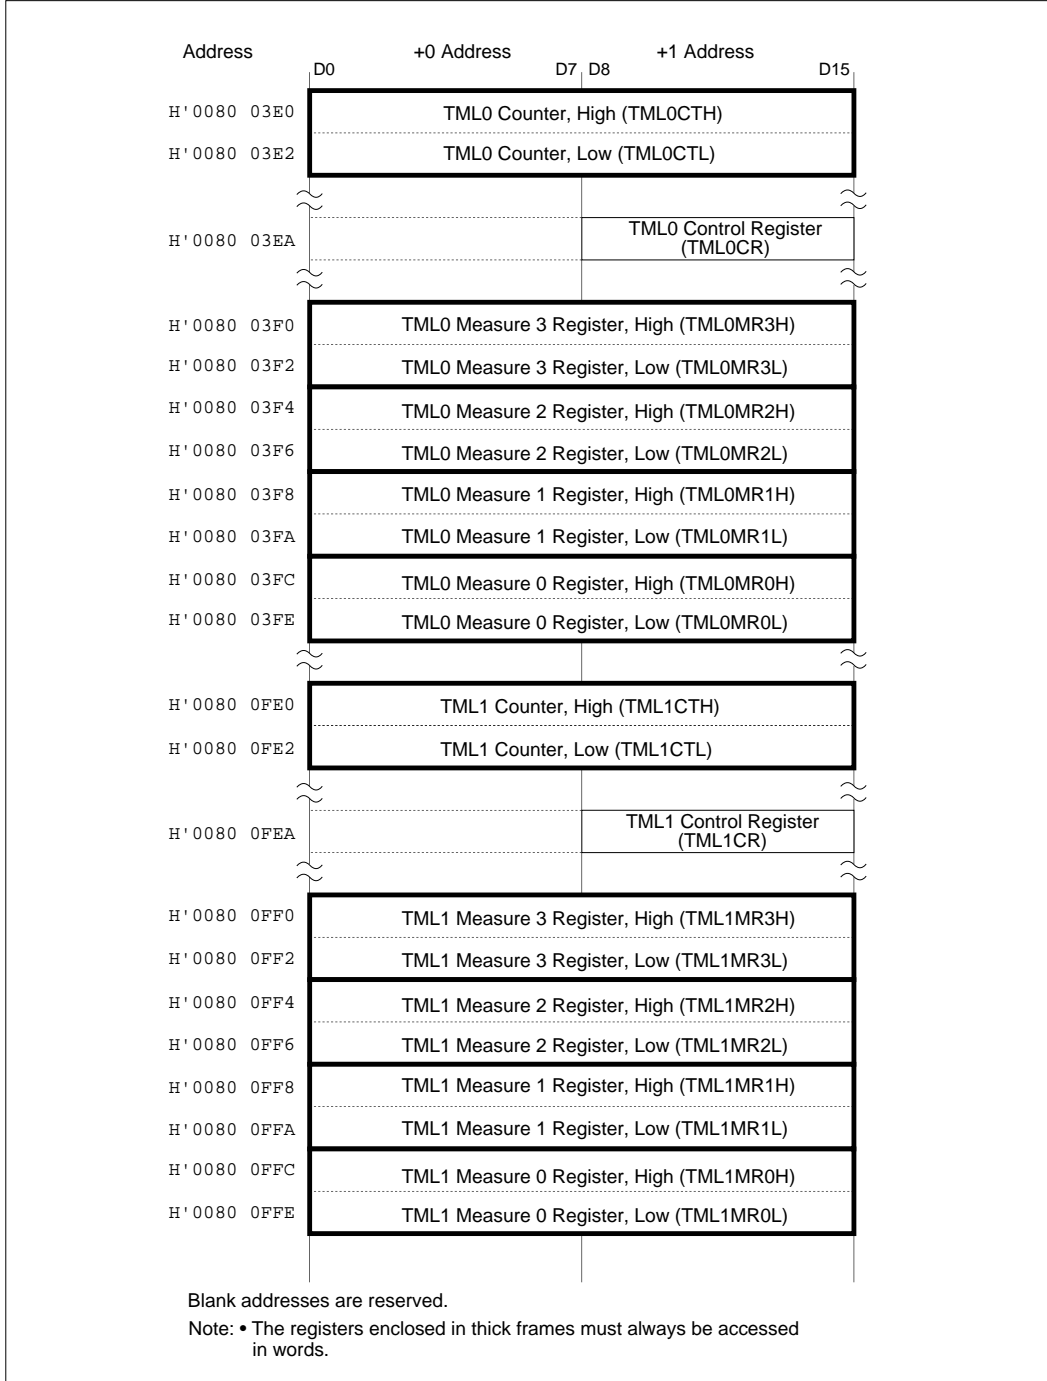 Address +0 Address +1 Address
D0 D7 D8 D15
H'0080 03E0 TML0 Counter, High (TML0CTH)
H'0080 03E2 TML0 Counter, Low (TML0CTL)
H'0080 03EA TML0 Control Register
(TML0CR)
H'0080 03F0 TML0 Measure 3 Register, High (TML0MR3H)
H'0080 03F2 TML0 Measure 3 Register, Low (TML0MR3L)
H'0080 03F4 TML0 Measure 2 Register, High (TML0MR2H)
H'0080 03F6 TML0 Measure 2 Register, Low (TML0MR2L)
H'0080 03F8 TML0 Measure 1 Register, High (TML0MR1H)
H'0080 03FA TML0 Measure 1 Register, Low (TML0MR1L)
H'0080 03FC TML0 Measure 0 Register, High (TML0MR0H)
H'0080 03FE TML0 Measure 0 Register, Low (TML0MR0L)
H'0080 0FE0 TML1 Counter, High (TML1CTH)
H'0080 0FE2 TML1 Counter, Low (TML1CTL)
H'0080 0FEA TML1 Control Register
(TML1CR)
H'0080 0FF0 TML1 Measure 3 Register, High (TML1MR3H)
H'0080 0FF2 TML1 Measure 3 Register, Low (TML1MR3L)
H'0080 0FF4 TML1 Measure 2 Register, High (TML1MR2H)
H'0080 0FF6 TML1 Measure 2 Register, Low (TML1MR2L)
H'0080 0FF8 TML1 Measure 1 Register, High (TML1MR1H)
H'0080 0FFA TML1 Measure 1 Register, Low (TML1MR1L)
H'0080 0FFC TML1 Measure 0 Register, High (TML1MR0H)
H'0080 0FFE TML1 Measure 0 Register, Low (TML1MR0L)
Blank addresses are reserved.
Note: • The registers enclosed in thick frames must always be accessed
in words.